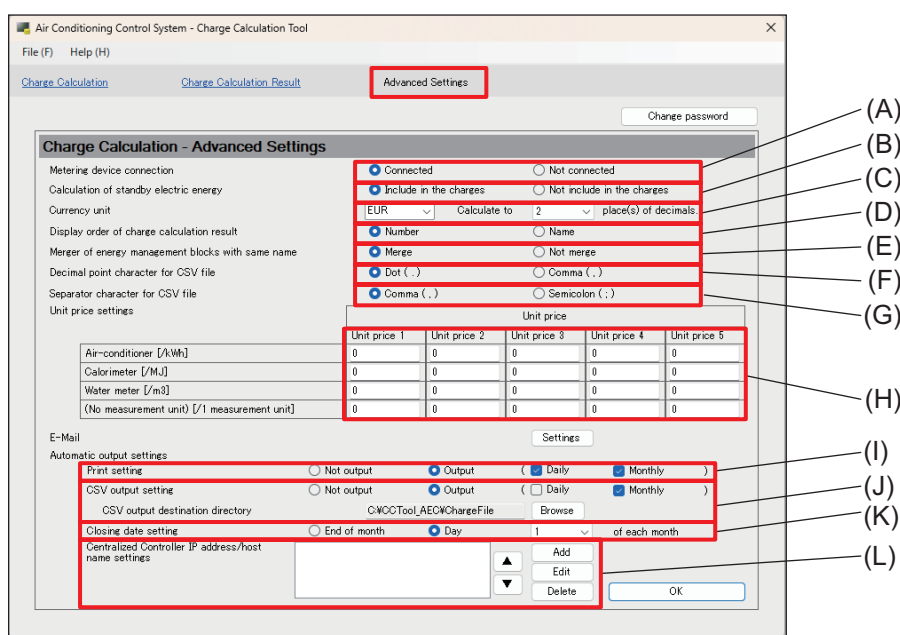 Air Conditioning Control System - Charge Calculation Tool
File (F) Help (H)
Charge Calculation Charge Calculation Result Advanced Settings
Change password
Charge Calculation - Advanced Settings
Metering device connection Connected Not connected (A)
Calculation of standby electric energy Include in the charges Not include in the charges (B)
Currency unit EUR Calculate to 2 place(s) of decimals. (C)
Display order of charge calculation result Number Name (D)
Merger of energy management blocks with same name Merge Not merge (E)
Decimal point character for CSV file Dot ( . ) Comma ( , ) (F)
Separator character for CSV file Comma ( , ) Semicolon ( ; ) (G)
Unit price settings Unit price
Unit price 1 Unit price 2 Unit price 3 Unit price 4 Unit price 5
Air-conditioner [/kWh] 0 0 0 0 0
Calorimeter [/MJ] 0 0 0 0 0
Water meter [/m3] 0 0 0 0 0
(No measurement unit) [/1 measurement unit] 0 0 0 0 0
(H)
E-Mail Settings
Automatic output settings
Print setting Not output Output ( Daily Monthly ) (I)
CSV output setting Not output Output ( Daily Monthly ) (J)
CSV output destination directory C:¥CCTool_AEC¥ChargeFile Browse
Closing date setting End of month Day 1 of each month (K)
Centralized Controller IP address/host
name settings
▲ Add
Edit
▼ Delete
(L)
OK